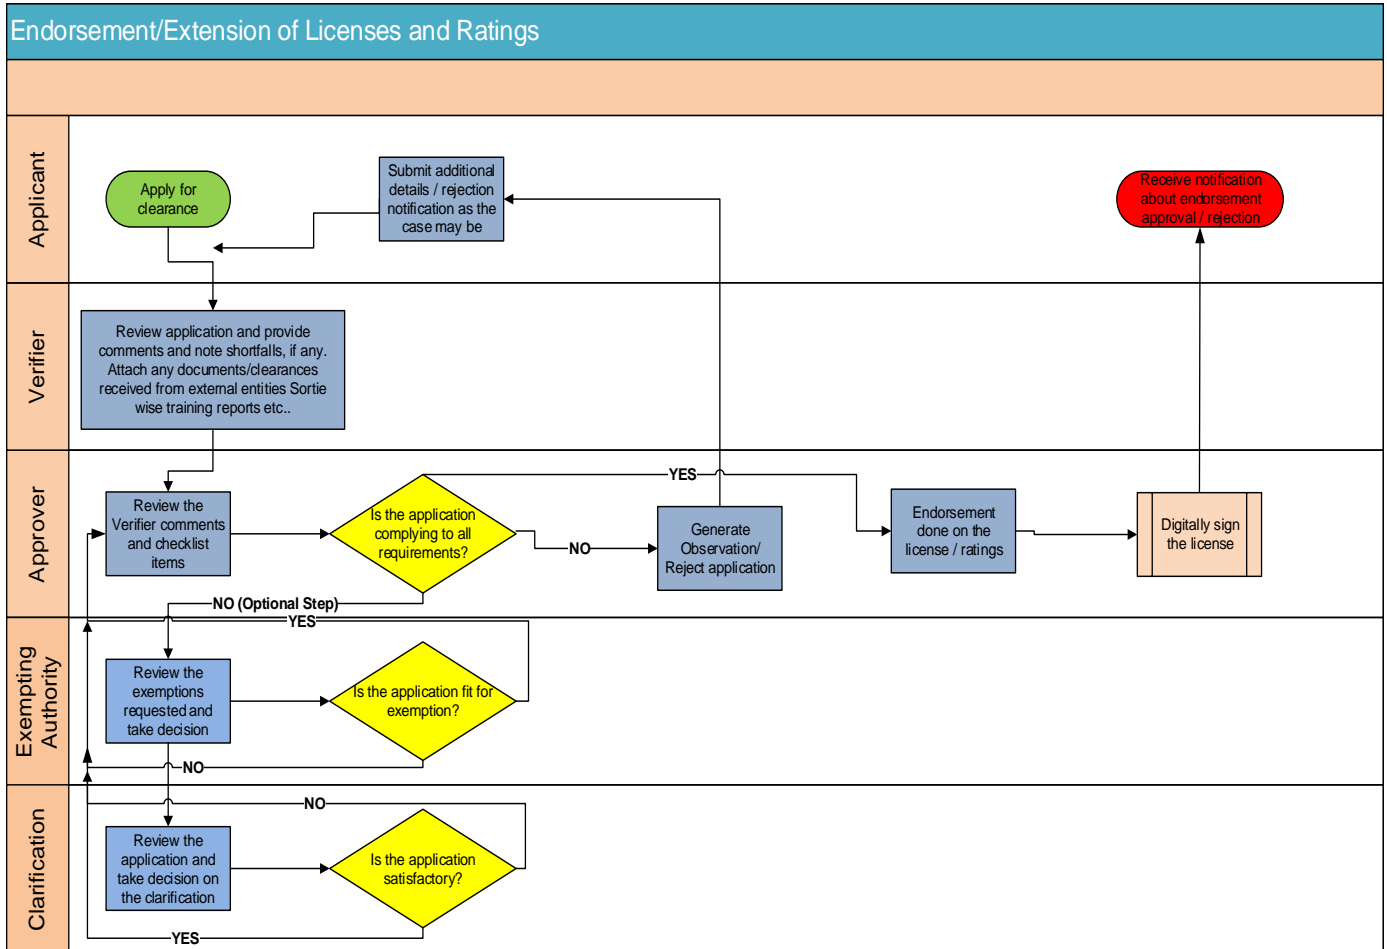 Endorsement/Extension of Licenses and Ratings
Applicant
Apply for
clearance
Submit additional
details / rejection
notification as the
case may be
Receive notification
about endorsement
approval / rejection
Verifier
Review application and provide
comments and note shortfalls, if any.
Attach any documents/clearances
received from external entities Sortie
wise training reports etc..
Approver
Review the
Verifier comments
and checklist
items
Is the application
complying to all
requirements?
YES
NO
Generate
Observation/
Reject application
Endorsement
done on the
license / ratings
Digitally sign
the license
NO (Optional Step)
YES
Exempting
Authority
Review the
exemptions
requested and
take decision
Is the application fit for
exemption?
NO
Clarification
NO
Review the
application and
take decision on
the clarification
Is the application
satisfactory?
YES